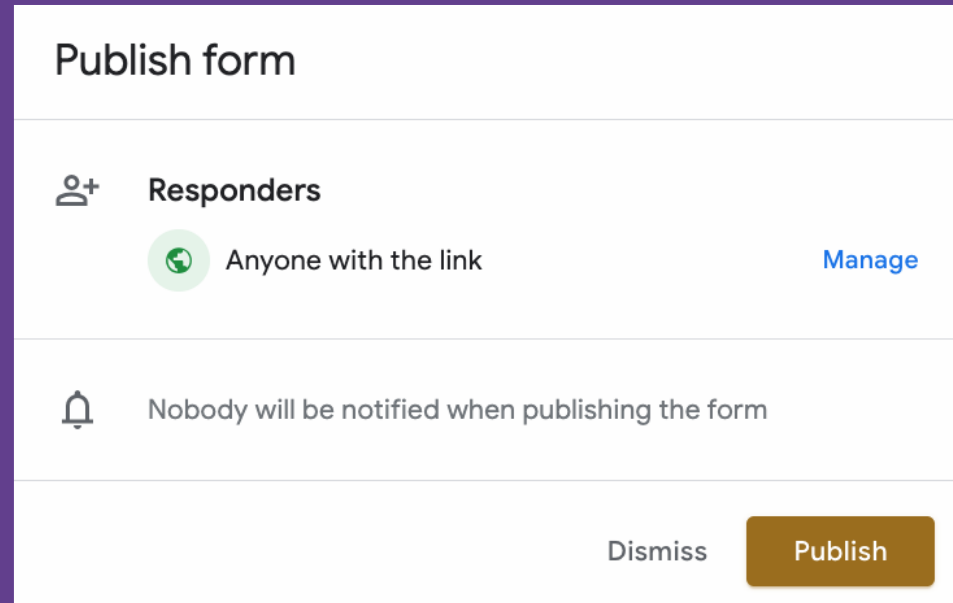 Publish form
Responders
Anyone with the link Manage
Nobody will be notified when publishing the form
Dismiss Publish